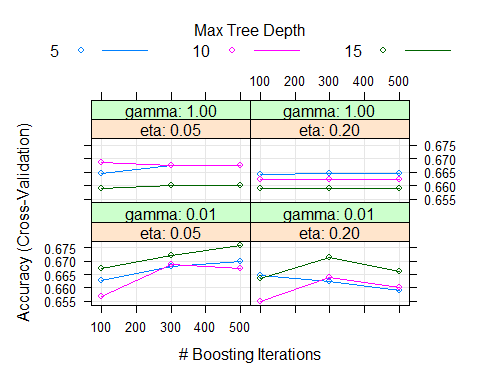 Max Tree Depth
5 10 15
100 200 300 400 500
gamma: 1.00 gamma: 1.00
eta: 0.05 eta: 0.20
0.675
0.670
0.665
0.660
0.655
gamma: 0.01 gamma: 0.01
eta: 0.05 eta: 0.20
0.675
0.670
0.665
0.660
0.655
100 200 300 400 500
# Boosting Iterations
Accuracy (Cross-Validation)